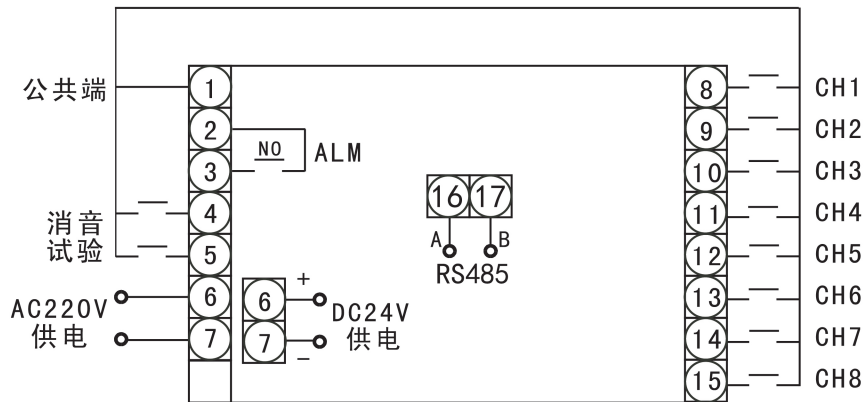 公共端
1
2
3
4
5
6
7
NO
ALM
消音
试验
AC220V
供电
6
7
+
−
DC24V
供电
16 17
A B
RS485
8 CH1
9 CH2
10 CH3
11 CH4
12 CH5
13 CH6
14 CH7
15 CH8